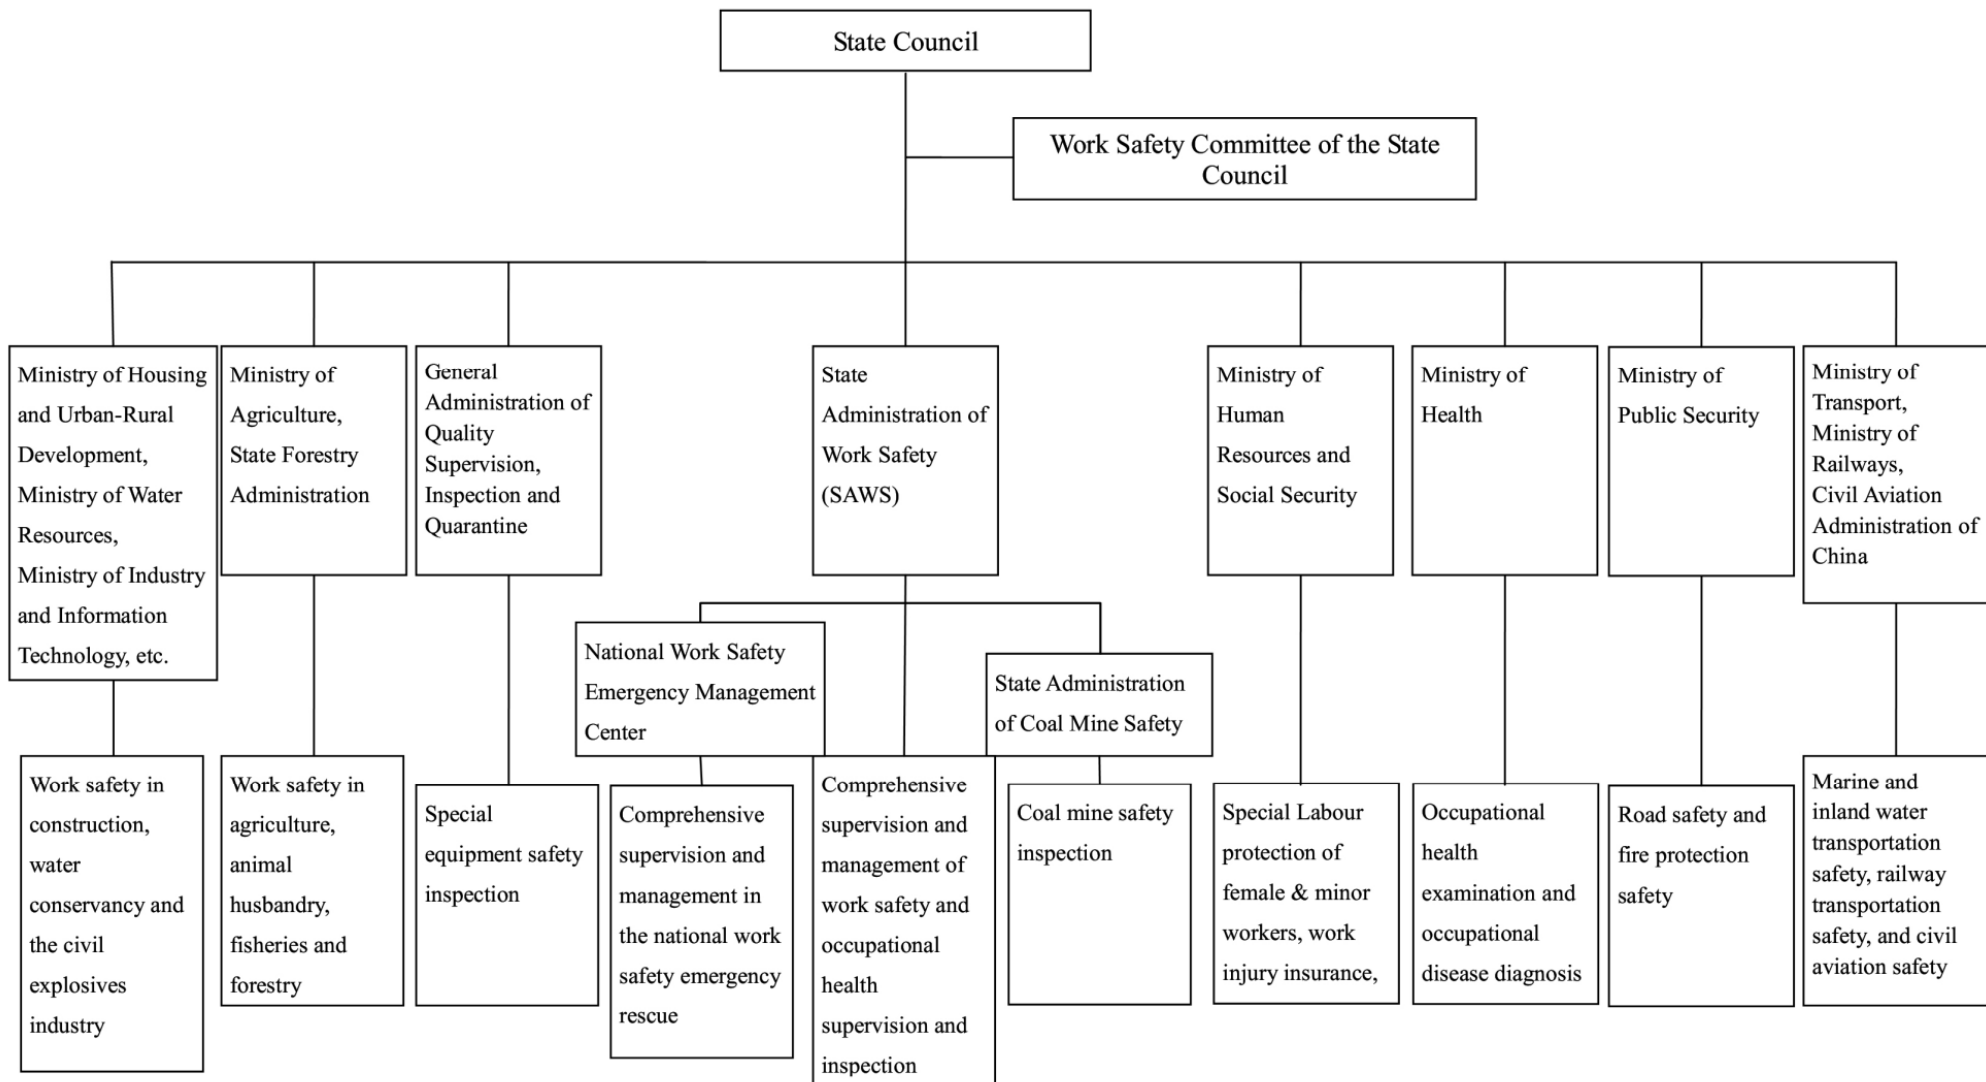 State Council
Work Safety Committee of the State
Council
Ministry of Housing
and Urban-Rural
Development,
Ministry of Water
Resources,
Ministry of Industry
and Information
Technology, etc.
Ministry of
Agriculture,
State Forestry
Administration
General
Administration of
Quality
Supervision,
Inspection and
Quarantine
State
Administration of
Work Safety
(SAWS)
Ministry of
Human
Resources and
Social Security
Ministry of
Health
Ministry of
Public Security
Ministry of
Transport,
Ministry of
Railways,
Civil Aviation
Administration of
China
National Work Safety
Emergency Management
Center
State Administration
of Coal Mine Safety
Work safety in
construction,
water
conservancy and
the civil
explosives
industry
Work safety in
agriculture,
animal
husbandry,
fisheries and
forestry
Special
equipment safety
inspection
Comprehensive
supervision and
management in
the national work
safety emergency
rescue
Comprehensive
supervision and
management of
work safety and
occupational
health
supervision and
inspection
Coal mine safety
inspection
Special Labour
protection of
female & minor
workers, work
injury insurance,
Occupational
health
examination and
occupational
disease diagnosis
Road safety and
fire protection
safety
Marine and
inland water
transportation
safety, railway
transportation
safety, and civil
aviation safety